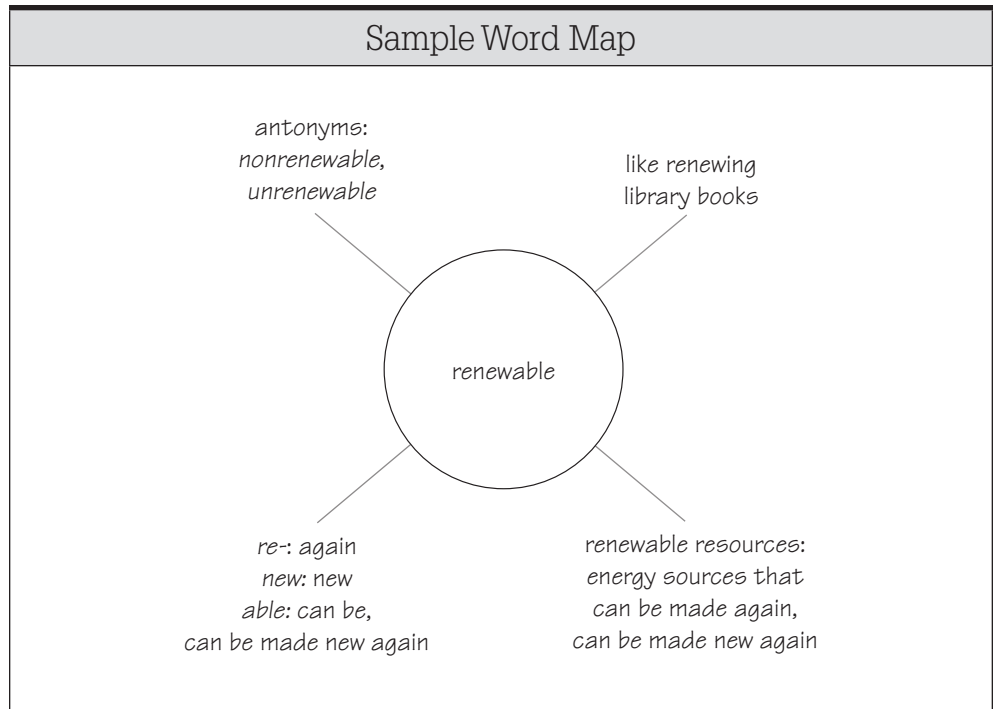 Sample Word Map
antonyms:
nonrenewable,
unrenewable
like renewing
library books
renewable
re-: again
new: new
able: can be,
can be made new again
renewable resources:
energy sources that
can be made again,
can be made new again